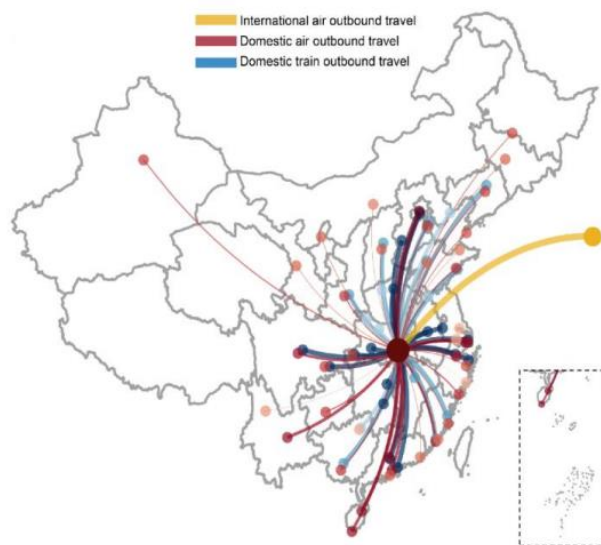 International air outbound travel
Domestic air outbound travel
Domestic train outbound travel